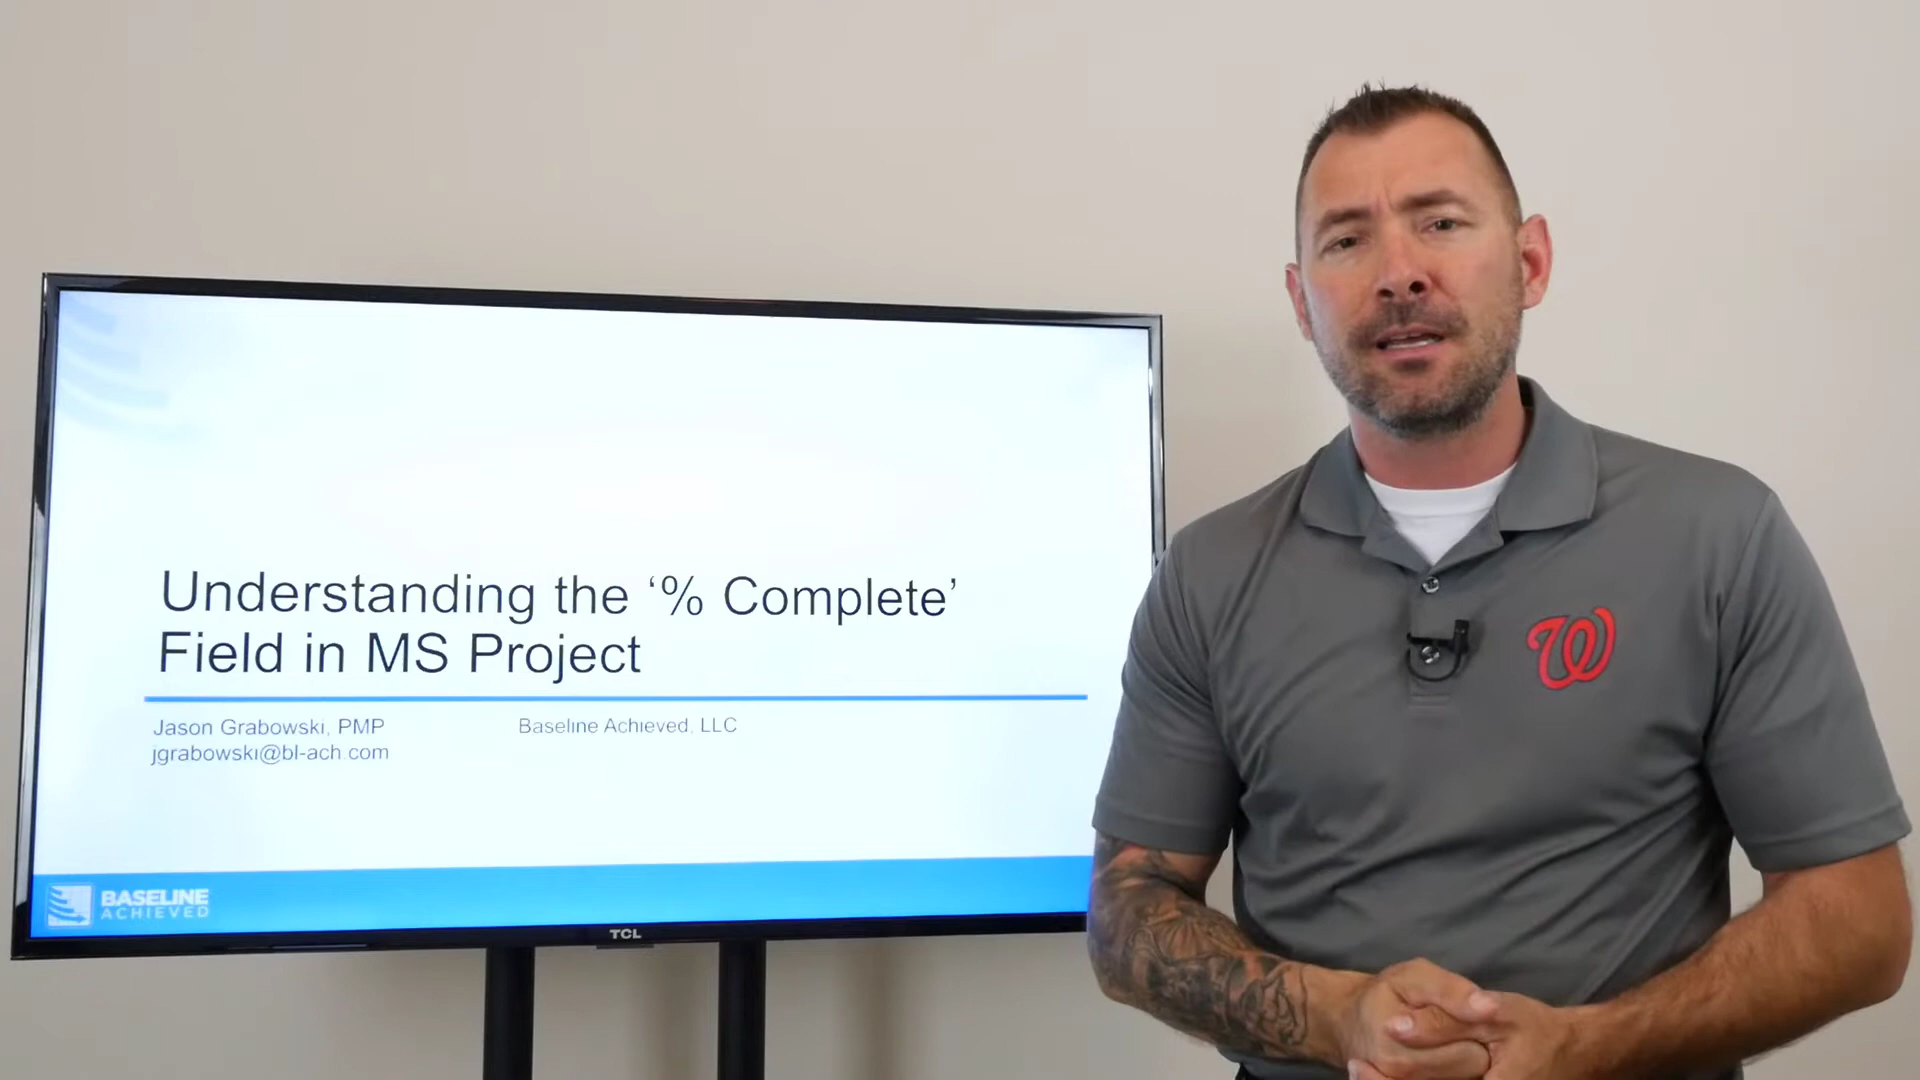 Understanding the ‘% Complete’
Field in MS Project
Jason Grabowski, PMP
Baseline Achieved, LLC
jgrabowski@bl-ach.com
BASELINE
ACHIEVED
TCL
W